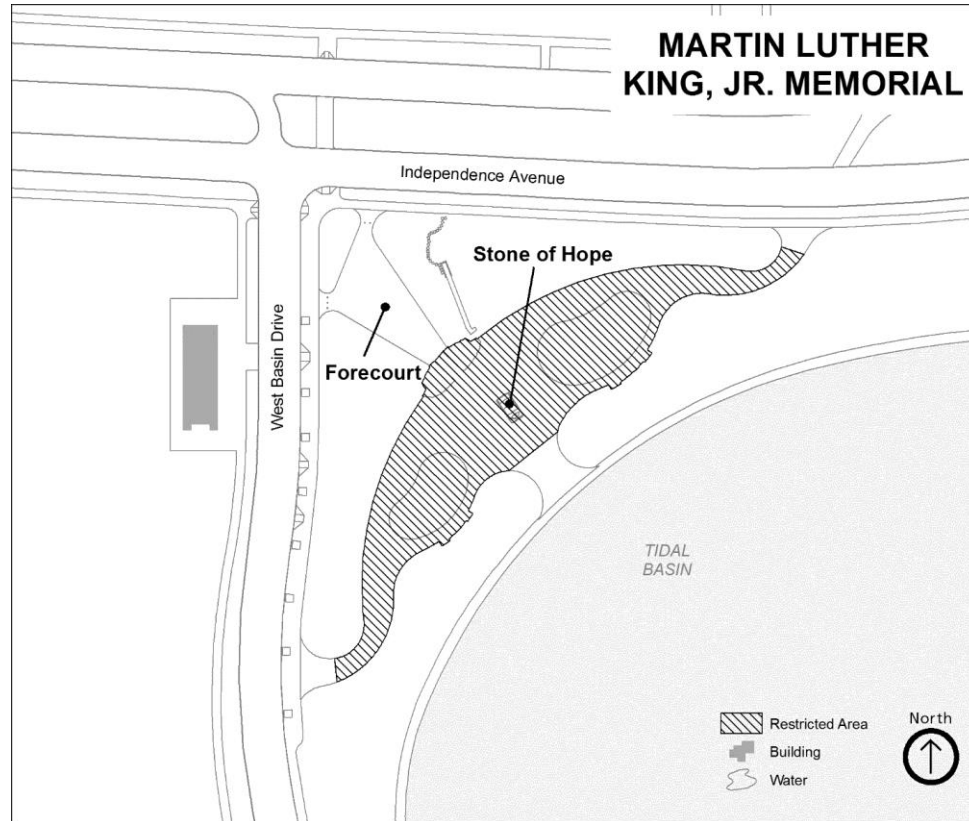 MARTIN LUTHER
KING, JR. MEMORIAL
Independence Avenue
Stone of Hope
Forecourt
West Basin Drive
TIDAL
BASIN
Restricted Area
Building
Water
North